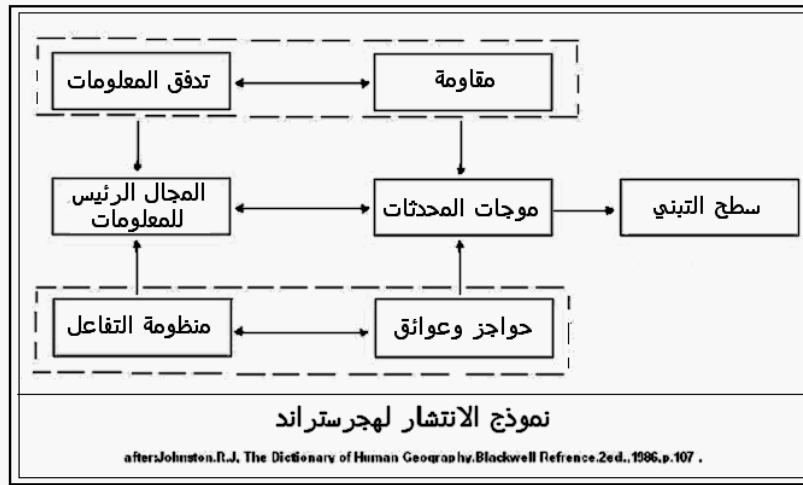 تدفق المعلومات
مقاومة
المجال الرئيس
للمعلومات
موجات المحدثات
سطح التبني
منظومة التفاعل
حواجز وعوائق
نموذج الانتشار لهجرستراند
after:Johnston.R.J, The Dictionary of Human Geography.Blackwell Refrence.2ed.,1986,p.107 .